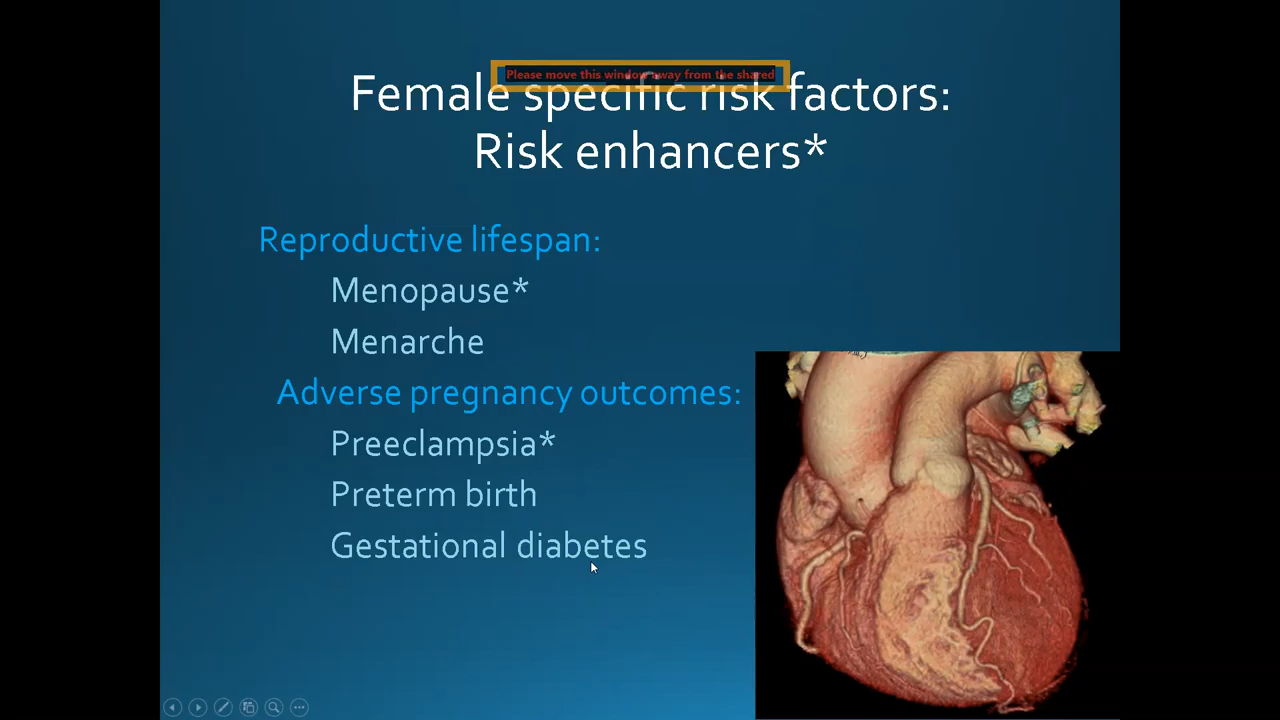 Please move this window away from the shared
Female specific risk factors:
Risk enhancers*
Reproductive lifespan:
Menopause*
Menarche
Adverse pregnancy outcomes:
Preeclampsia*
Preterm birth
Gestational diabetes